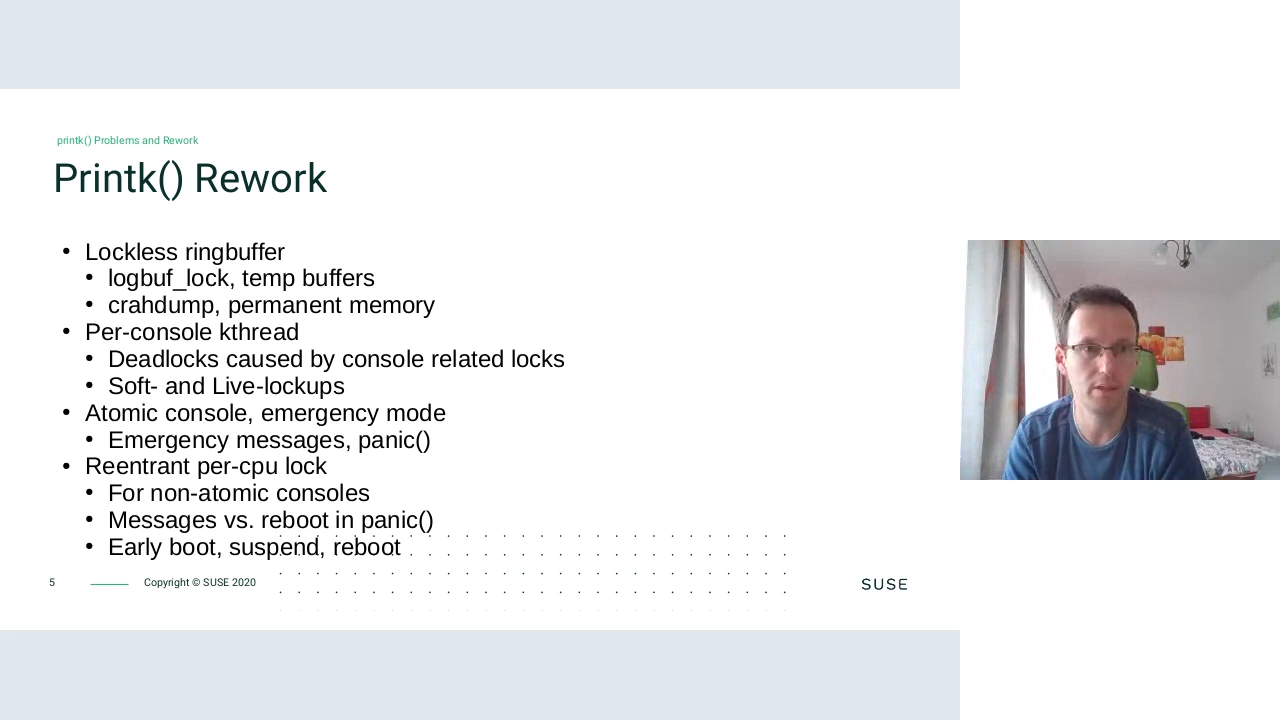 printk() Problems and Rework
Printk() Rework
• Lockless ringbuffer
• logbuf_lock, temp buffers
• crahdump, permanent memory
• Per-console kthread
• Deadlocks caused by console related locks
• Soft- and Live-lockups
• Atomic console, emergency mode
• Emergency messages, panic()
• Reentrant per-cpu lock
• For non-atomic consoles
• Messages vs. reboot in panic()
• Early boot, suspend, reboot
5 Copyright © SUSE 2020 SUSE